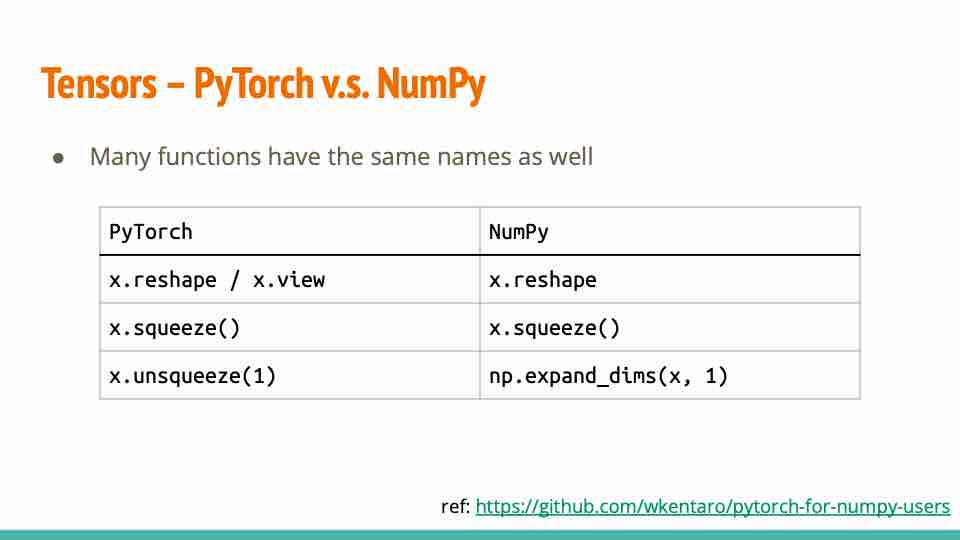 Tensors – PyTorch v.s. NumPy
● Many functions have the same names as well
PyTorch NumPy
x.reshape / x.view x.reshape
x.squeeze() x.squeeze()
x.unsqueeze(1) np.expand_dims(x, 1)
ref: https://github.com/wkentaro/pytorch-for-numpy-users